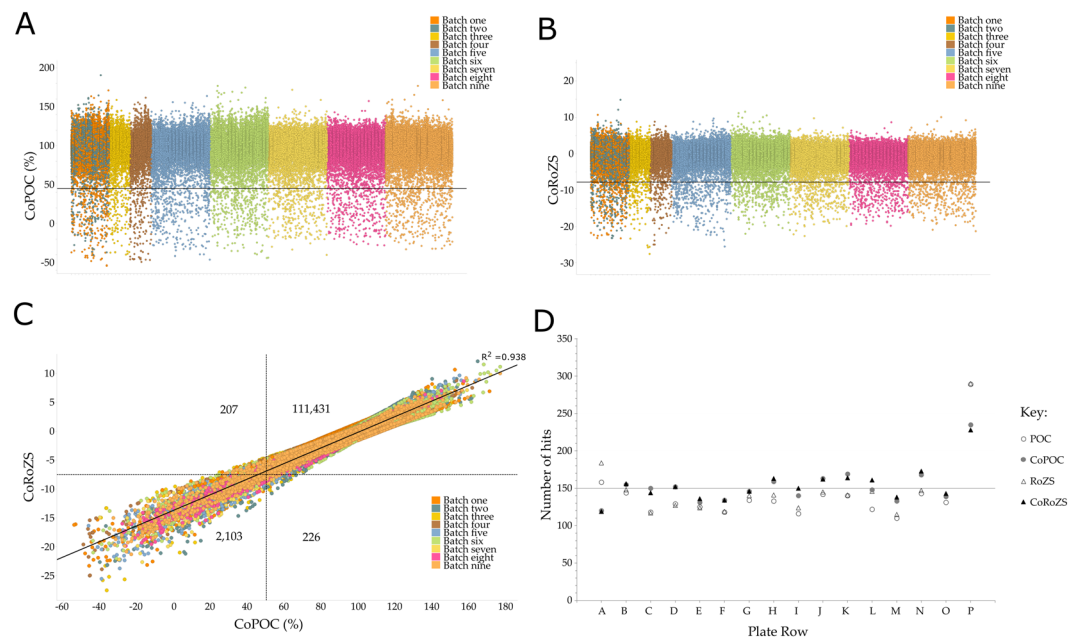 A
Batch one
Batch two
Batch three
Batch four
Batch five
Batch six
Batch seven
Batch eight
Batch nine
200
150
100
50
0
-50
CoPOC (%)
B
Batch one
Batch two
Batch three
Batch four
Batch five
Batch six
Batch seven
Batch eight
Batch nine
20
10
0
-10
-20
-30
CoRoZS
C
R² =0.938
207
111,431
2,103
226
10
5
0
-5
-10
-15
-20
-25
CoRoZS
Batch one
Batch two
Batch three
Batch four
Batch five
Batch six
Batch seven
Batch eight
Batch nine
-60 -40 -20 0 20 40 60 80 100 120 140 160 180
CoPOC (%)
D
350
300
250
200
150
100
50
0
Number of hits
A B C D E F G H I J K L M N O P
Plate Row
Key:
POC
CoPOC
RoZS
CoRoZS